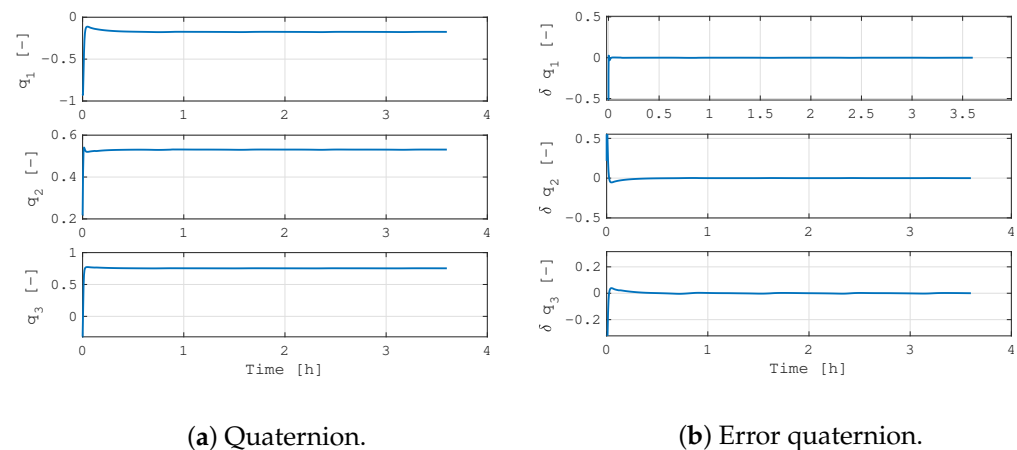 0
-0.5
-1
q1 [-]
0 1 2 3 4
0.6
0.4
0.2
q2 [-]
0 1 2 3 4
1
0.5
0
q3 [-]
0 1 2 3 4
Time [h]
(a) Quaternion.
0.5
0
-0.5
δ q1 [-]
0 0.5 1 1.5 2 2.5 3 3.5
0.5
0
-0.5
δ q2 [-]
0 1 2 3 4
0.2
0
-0.2
δ q3 [-]
0 1 2 3 4
Time [h]
(b) Error quaternion.